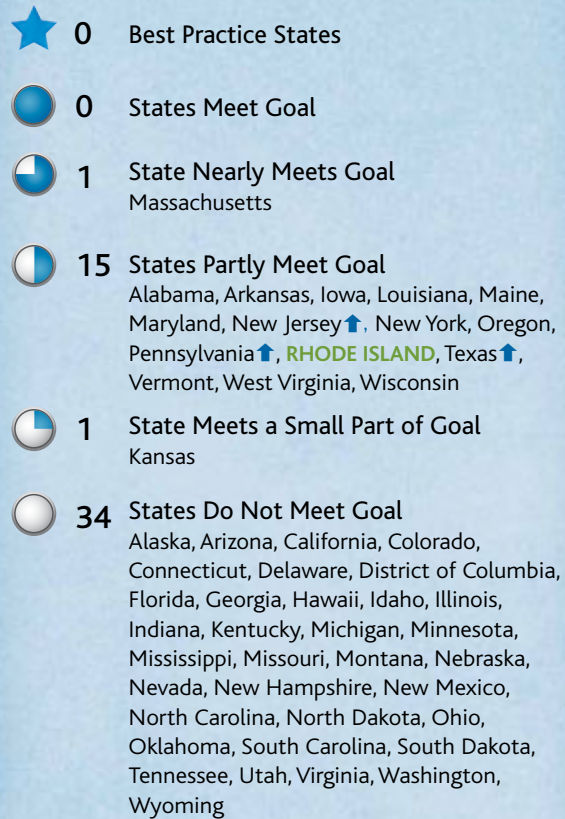 0 Best Practice States
0 States Meet Goal
1 State Nearly Meets Goal
Massachusetts
15 States Partly Meet Goal
Alabama, Arkansas, Iowa, Louisiana, Maine,
Maryland, New Jersey⬆, New York, Oregon,
Pennsylvania⬆, RHODE ISLAND, Texas⬆,
Vermont, West Virginia, Wisconsin
1 State Meets a Small Part of Goal
Kansas
34 States Do Not Meet Goal
Alaska, Arizona, California, Colorado,
Connecticut, Delaware, District of Columbia,
Florida, Georgia, Hawaii, Idaho, Illinois,
Indiana, Kentucky, Michigan, Minnesota,
Mississippi, Missouri, Montana, Nebraska,
Nevada, New Hampshire, New Mexico,
North Carolina, North Dakota, Ohio,
Oklahoma, South Carolina, South Dakota,
Tennessee, Utah, Virginia, Washington,
Wyoming